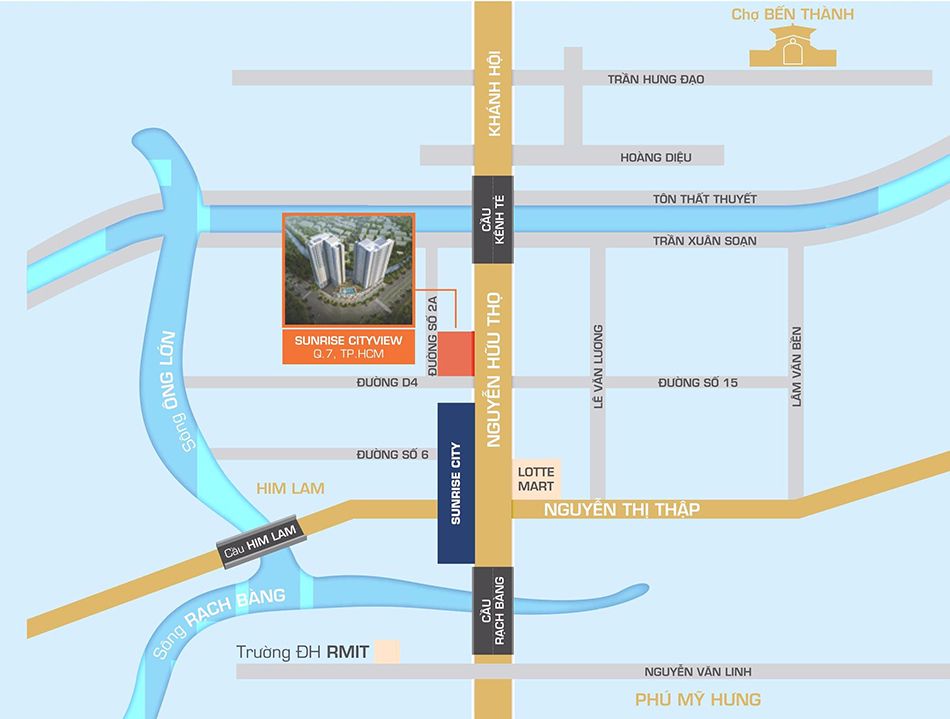 Chợ BẾN THÀNH
TRẦN HƯNG ĐẠO
KHÁNH HỘI
HOÀNG DIỆU
TÔN THẤT THUYẾT
CẦU
KÊNH TẺ
TRẦN XUÂN SOẠN
SUNRISE CITYVIEW
Q.7, TP.HCM
ĐƯỜNG SỐ 2A
NGUYỄN HỮU THỌ
LÊ VĂN LƯƠNG
LÂM VĂN BỀN
Sông ÔNG LỚN
ĐƯỜNG D4
ĐƯỜNG SỐ 15
ĐƯỜNG SỐ 6
SUNRISE CITY
LOTTE
MART
HIM LAM
NGUYỄN THỊ THẬP
Cầu HIM LAM
CẦU
RẠCH BÀNG
Sông RẠCH BÀNG
Trường ĐH RMIT
NGUYỄN VĂN LINH
PHÚ MỸ HƯNG